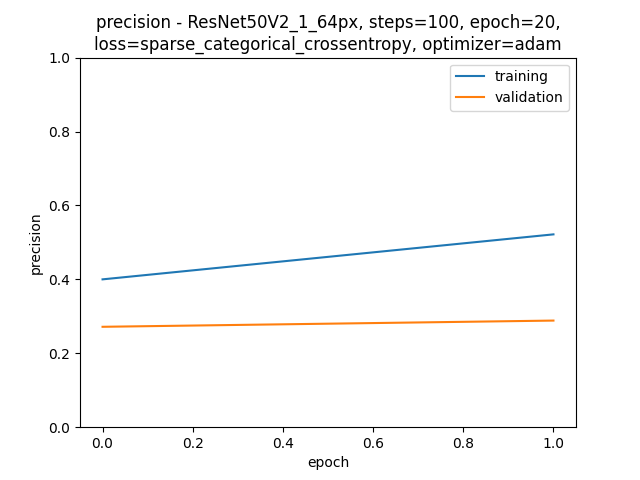 precision - ResNet50V2_1_64px, steps=100, epoch=20,
loss=sparse_categorical_crossentropy, optimizer=adam
training
validation
1.0
0.8
0.6
0.4
0.2
0.0
precision
0.0 0.2 0.4 0.6 0.8 1.0
epoch